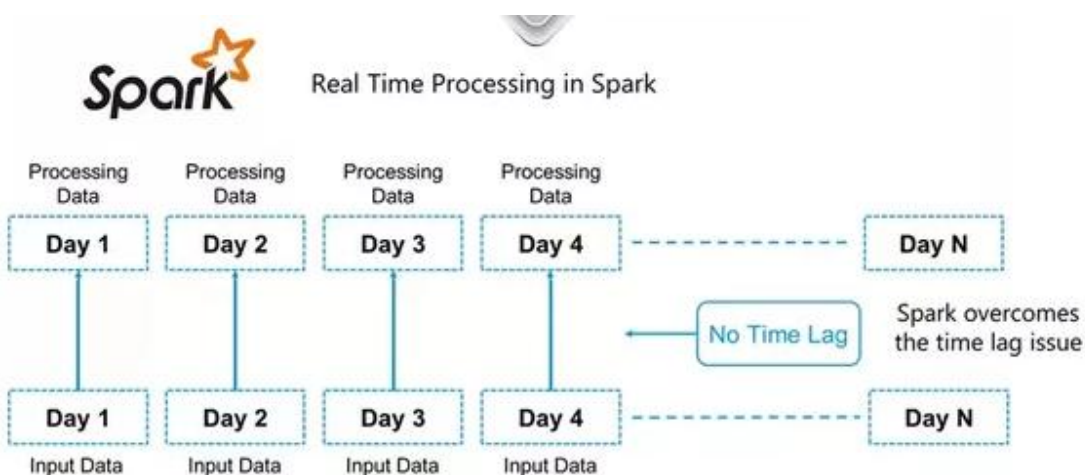 Spark
Real Time Processing in Spark
Processing
Data
Processing
Data
Processing
Data
Processing
Data
Day 1
Day 2
Day 3
Day 4
Day N
No Time Lag
Spark overcomes
the time lag issue
Day 1
Day 2
Day 3
Day 4
Day N
Input Data
Input Data
Input Data
Input Data